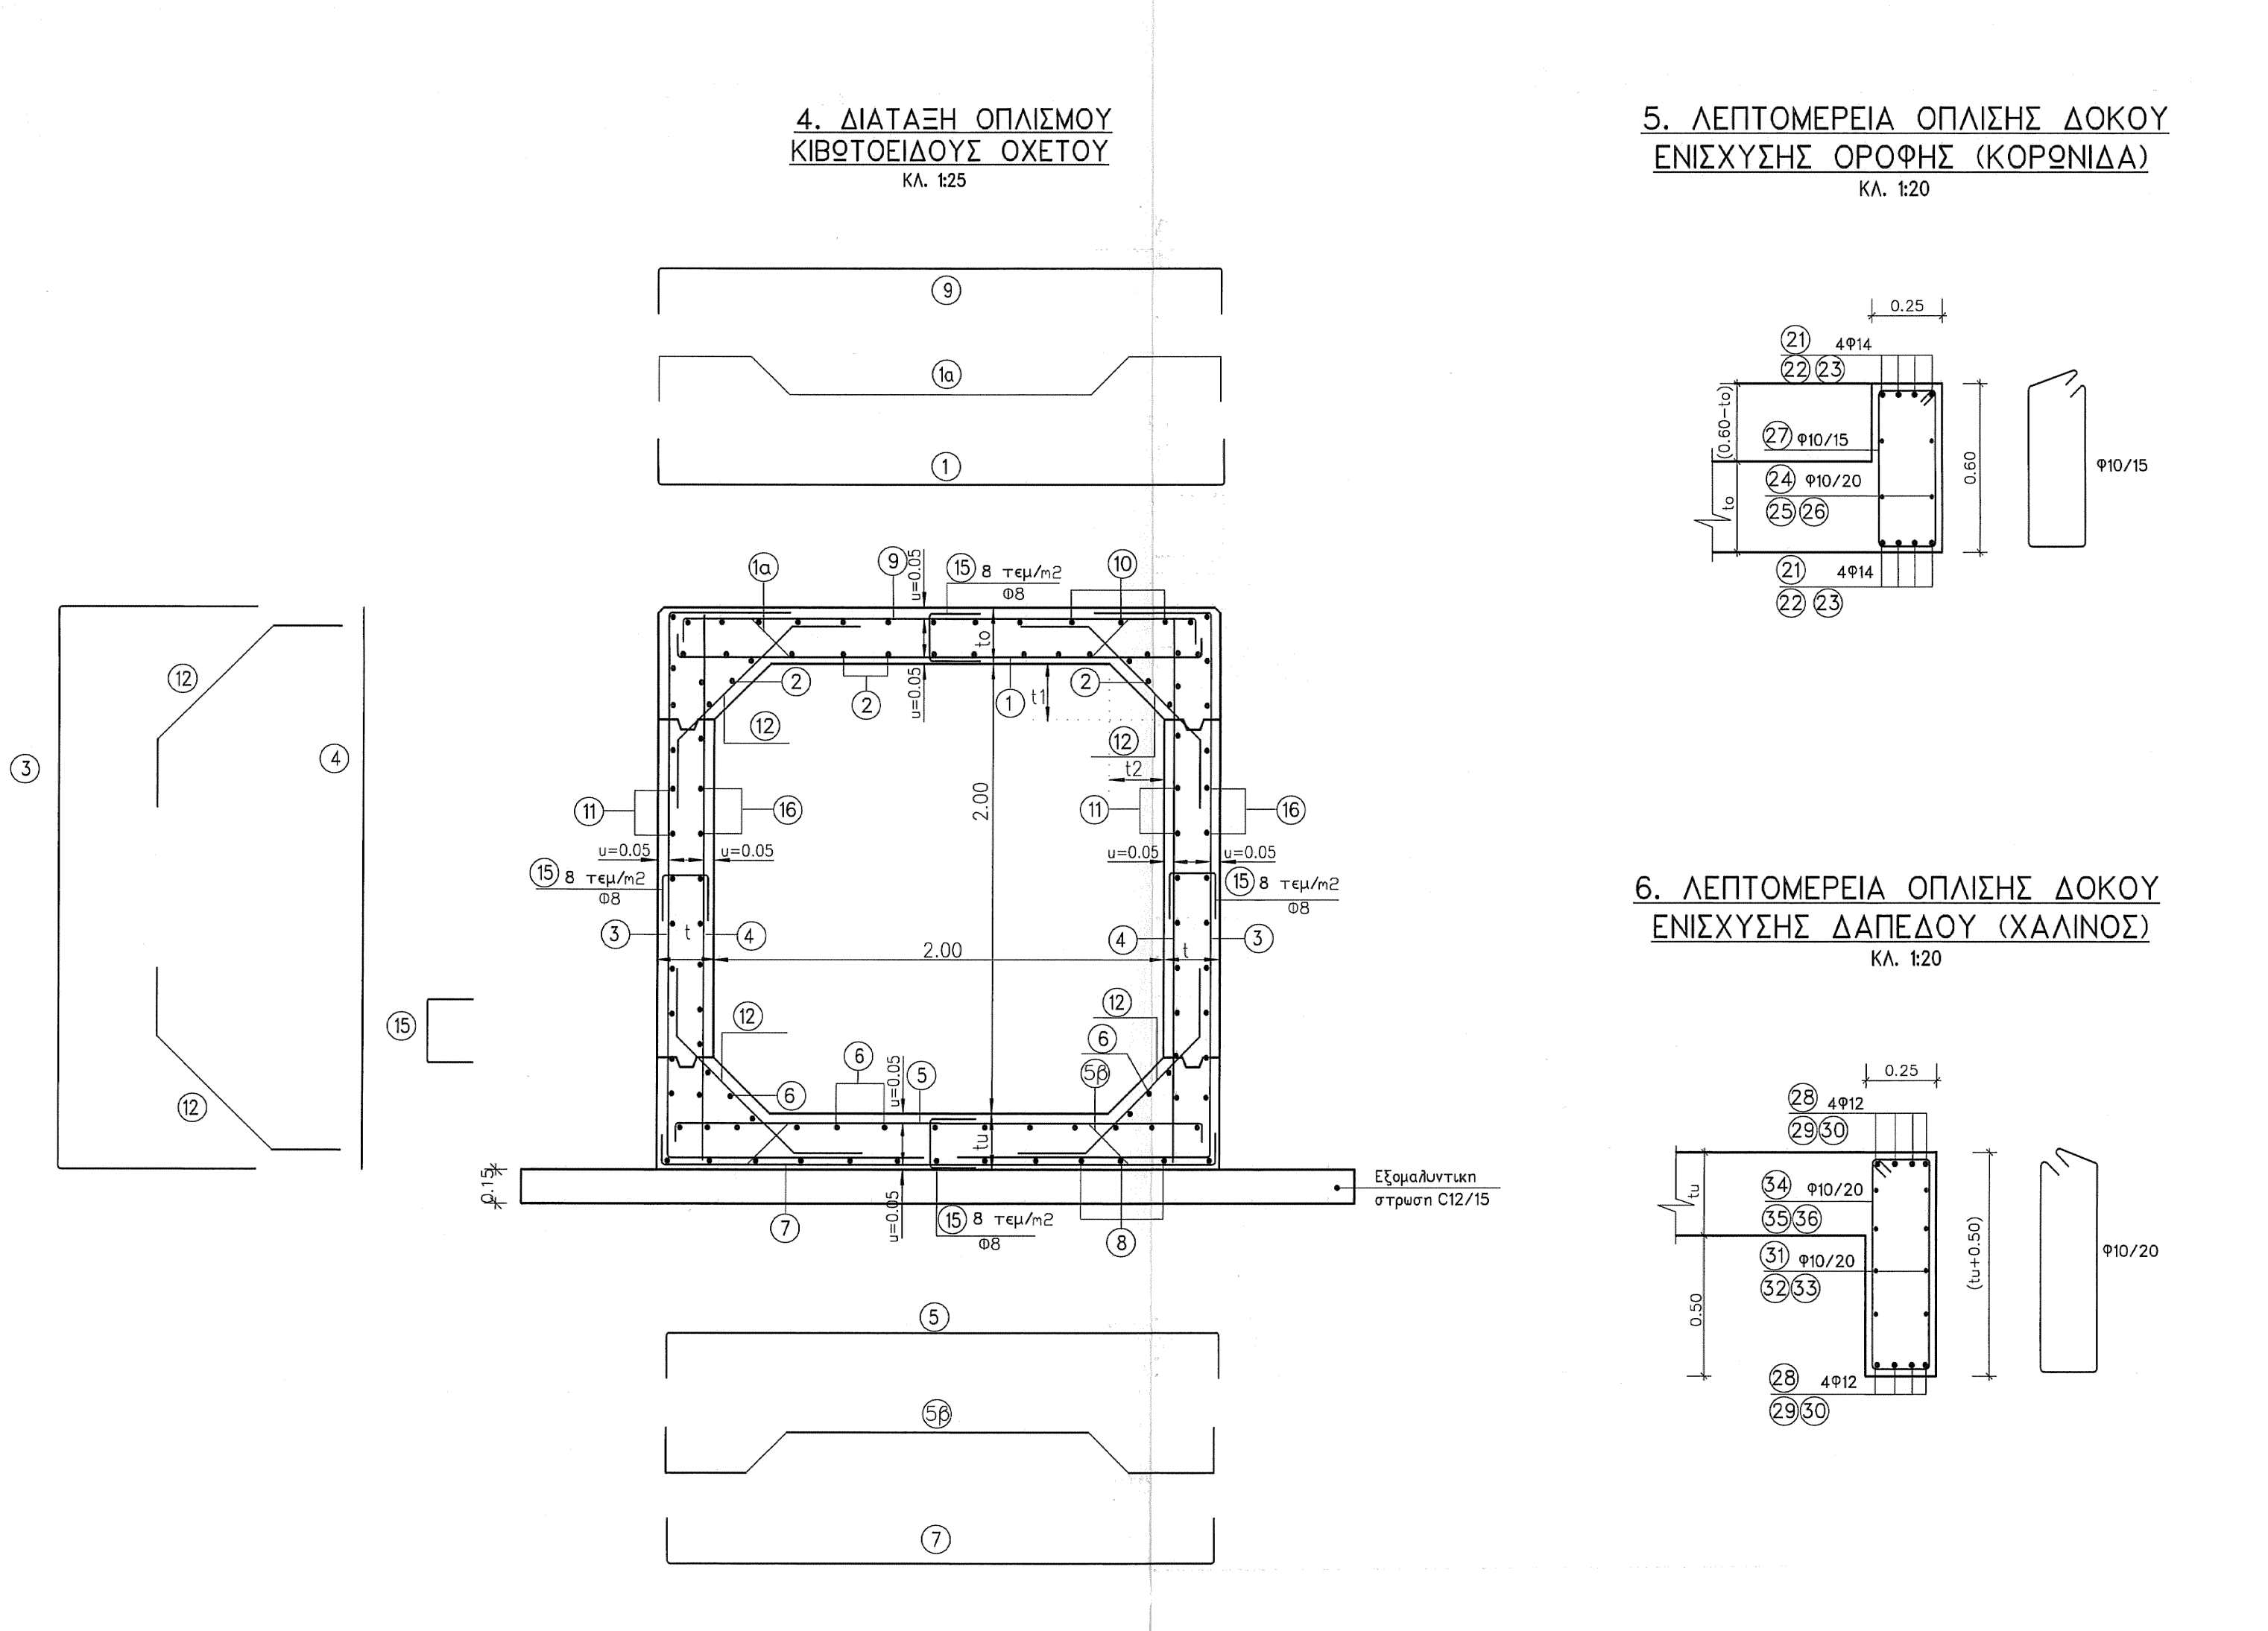 4. ΔΙΑΤΑΞΗ ΟΠΛΙΣΜΟΥ
ΚΙΒΩΤΟΕΙΔΟΥΣ ΟΧΕΤΟΥ
ΚΛ. 1:25
9
1α
1
1α
9
u=0.05
15 8 τεμ/m2
Φ8
10
to
2
2
u=0.05
1
t1
2
12
12
t2
12
3
4
11
16
2.00
11
16
u=0.05
u=0.05
u=0.05
u=0.05
15 8 τεμ/m2
Φ8
15 8 τεμ/m2
Φ8
3
t
4
2.00
4
t
3
15
12
12
12
6
6
u=0.05
5
6
5β
tu
0.15
Εξομαλυντικη
στρωση C12/15
7
u=0.05
15 8 τεμ/m2
Φ8
8
5
5β
7
5. ΛΕΠΤΟΜΕΡΕΙΑ ΟΠΛΙΣΗΣ ΔΟΚΟΥ
ΕΝΙΣΧΥΣΗΣ ΟΡΟΦΗΣ (ΚΟΡΩΝΙΔΑ)
ΚΛ. 1:20
0.25
21 4Φ14
22 23
(0.60-to)
27 Φ10/15
0.60
Φ10/15
24 Φ10/20
to
25 26
21 4Φ14
22 23
6. ΛΕΠΤΟΜΕΡΕΙΑ ΟΠΛΙΣΗΣ ΔΟΚΟΥ
ΕΝΙΣΧΥΣΗΣ ΔΑΠΕΔΟΥ (ΧΑΛΙΝΟΣ)
ΚΛ. 1:20
0.25
28 4Φ12
29 30
tu
34 Φ10/20
35 36
31 Φ10/20
32 33
(tu+0.50)
Φ10/20
0.50
28 4Φ12
29 30